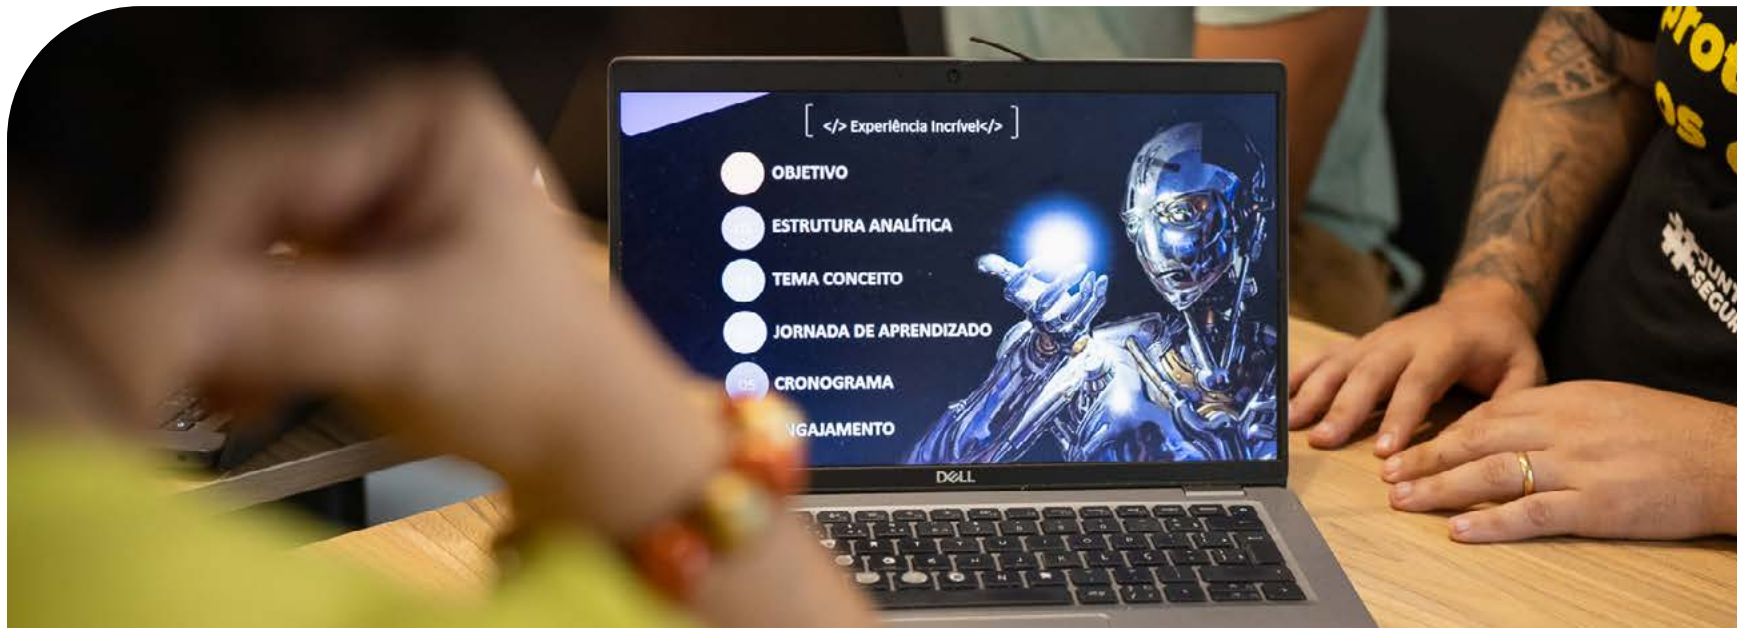 </> Experiência Incrível</>
OBJETIVO
ESTRUTURA ANALÍTICA
TEMA CONCEITO
JORNADA DE APRENDIZADO
05 CRONOGRAMA
NGAJAMENTO
DELL